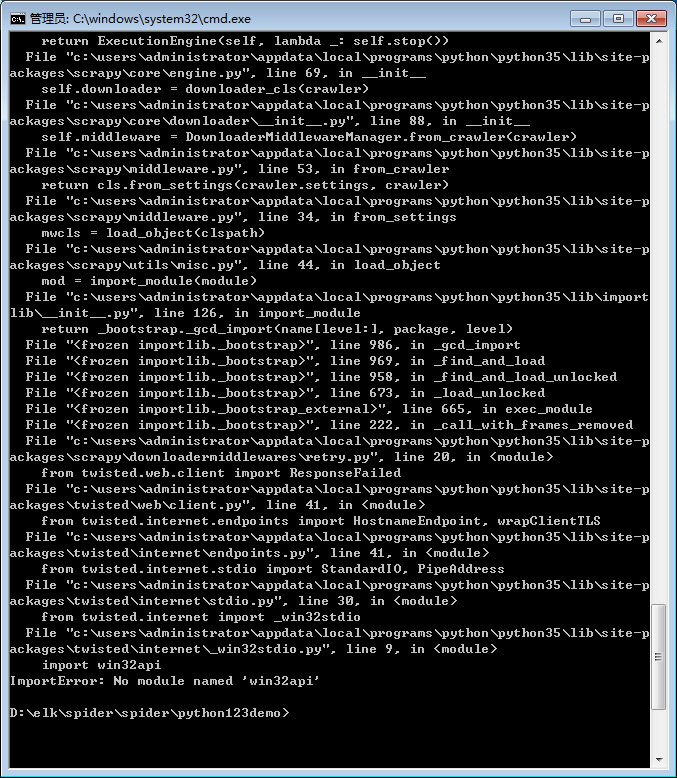 管理员: C:\windows\system32\cmd.exe
    return ExecutionEngine(self, lambda _: self.stop())
  File "c:\users\administrator\appdata\local\programs\python\python35\lib\site-p
ackages\scrapy\core\engine.py", line 69, in __init__
    self.downloader = downloader_cls(crawler)
  File "c:\users\administrator\appdata\local\programs\python\python35\lib\site-p
ackages\scrapy\core\downloader\__init__.py", line 88, in __init__
    self.middleware = DownloaderMiddlewareManager.from_crawler(crawler)
  File "c:\users\administrator\appdata\local\programs\python\python35\lib\site-p
ackages\scrapy\middleware.py", line 53, in from_crawler
    return cls.from_settings(crawler.settings, crawler)
  File "c:\users\administrator\appdata\local\programs\python\python35\lib\site-p
ackages\scrapy\middleware.py", line 34, in from_settings
    mwcls = load_object(clspath)
  File "c:\users\administrator\appdata\local\programs\python\python35\lib\site-p
ackages\scrapy\utils\misc.py", line 44, in load_object
    mod = import_module(module)
  File "c:\users\administrator\appdata\local\programs\python\python35\lib\import
lib\__init__.py", line 126, in import_module
    return _bootstrap._gcd_import(name[level:], package, level)
  File "<frozen importlib._bootstrap>", line 986, in _gcd_import
  File "<frozen importlib._bootstrap>", line 969, in _find_and_load
  File "<frozen importlib._bootstrap>", line 958, in _find_and_load_unlocked
  File "<frozen importlib._bootstrap>", line 673, in _load_unlocked
  File "<frozen importlib._bootstrap_external>", line 665, in exec_module
  File "<frozen importlib._bootstrap>", line 222, in _call_with_frames_removed
  File "c:\users\administrator\appdata\local\programs\python\python35\lib\site-p
ackages\scrapy\downloadermiddlewares\retry.py", line 20, in <module>
    from twisted.web.client import ResponseFailed
  File "c:\users\administrator\appdata\local\programs\python\python35\lib\site-p
ackages\twisted\web\client.py", line 41, in <module>
    from twisted.internet.endpoints import HostnameEndpoint, wrapClientTLS
  File "c:\users\administrator\appdata\local\programs\python\python35\lib\site-p
ackages\twisted\internet\endpoints.py", line 41, in <module>
    from twisted.internet.stdio import StandardIO, PipeAddress
  File "c:\users\administrator\appdata\local\programs\python\python35\lib\site-p
ackages\twisted\internet\stdio.py", line 30, in <module>
    from twisted.internet import _win32stdio
  File "c:\users\administrator\appdata\local\programs\python\python35\lib\site-p
ackages\twisted\internet\_win32stdio.py", line 9, in <module>
    import win32api
ImportError: No module named 'win32api'
D:\elk\spider\spider\python123demo>